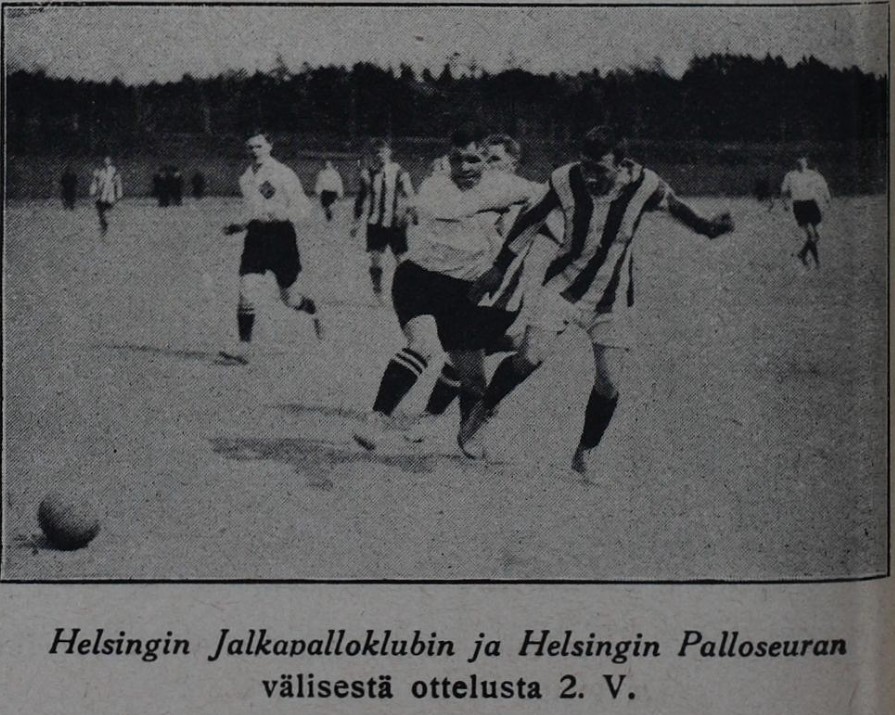 Helsingin Jalkapalloklubin ja Helsingin Palloseuran
välisestä ottelusta 2. V.